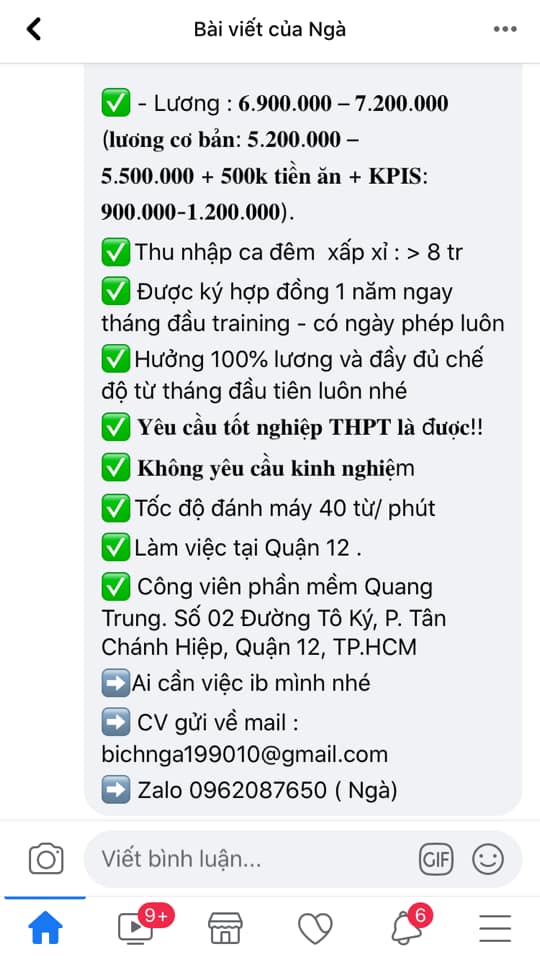 Bài viết của Ngà
✅ - Lương : 6.900.000 – 7.200.000
(lương cơ bản: 5.200.000 –
5.500.000 + 500k tiền ăn + KPIS:
900.000-1.200.000).
✅Thu nhập ca đêm xấp xỉ : > 8 tr
✅ Được ký hợp đồng 1 năm ngay
tháng đầu training - có ngày phép luôn
✅Hưởng 100% lương và đầy đủ chế
độ từ tháng đầu tiên luôn nhé
✅ Yêu cầu tốt nghiệp THPT là được!!
✅ Không yêu cầu kinh nghiệm
✅Tốc độ đánh máy 40 từ/ phút
✅Làm việc tại Quận 12 .
✅ Công viên phần mềm Quang
Trung. Số 02 Đường Tô Ký, P. Tân
Chánh Hiệp, Quận 12, TP.HCM
➡Ai cần việc ib mình nhé
➡ CV gửi về mail :
bichnga199010@gmail.com
➡ Zalo 0962087650 ( Ngà)
Viết bình luận...
GIF
9+
6